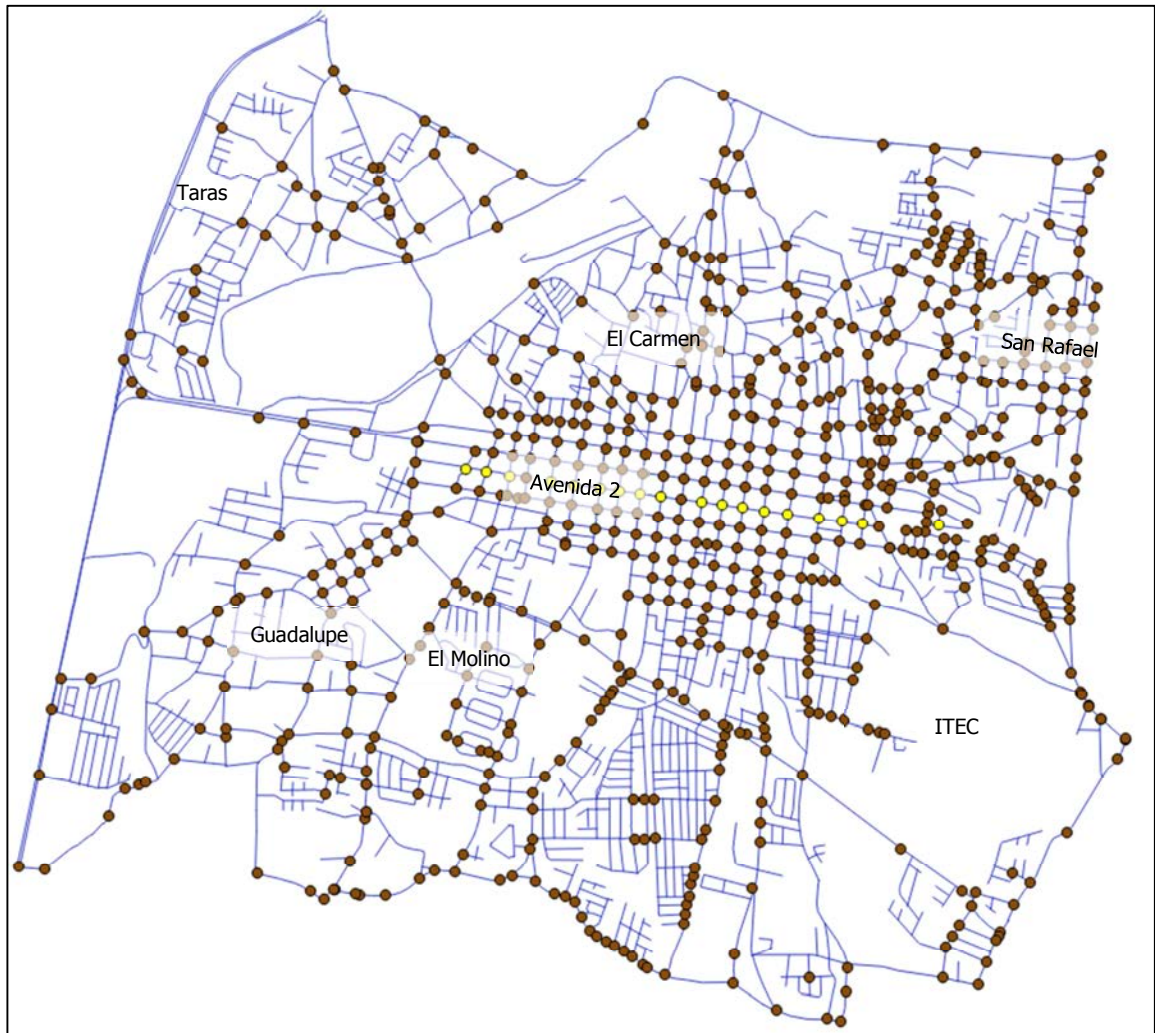 Taras
El Carmen
San Rafael
Avenida 2
Guadalupe
El Molino
ITEC